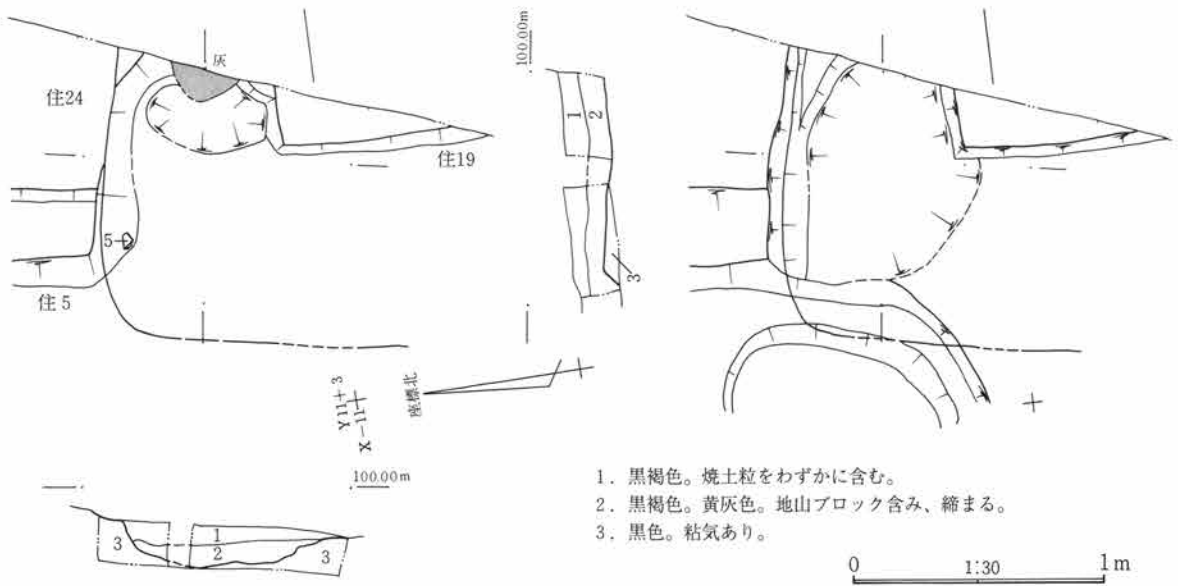 灰
住24
住19
5
住5
100.00m
1
2
3
Y11+3
X-11
座標北
100.00m
3
1
2
3
1. 黒褐色。焼土粒をわずかに含む。
2. 黒褐色。黄灰色。地山ブロック含み、締まる。
3. 黒色。粘気あり。
0 1:30 1m